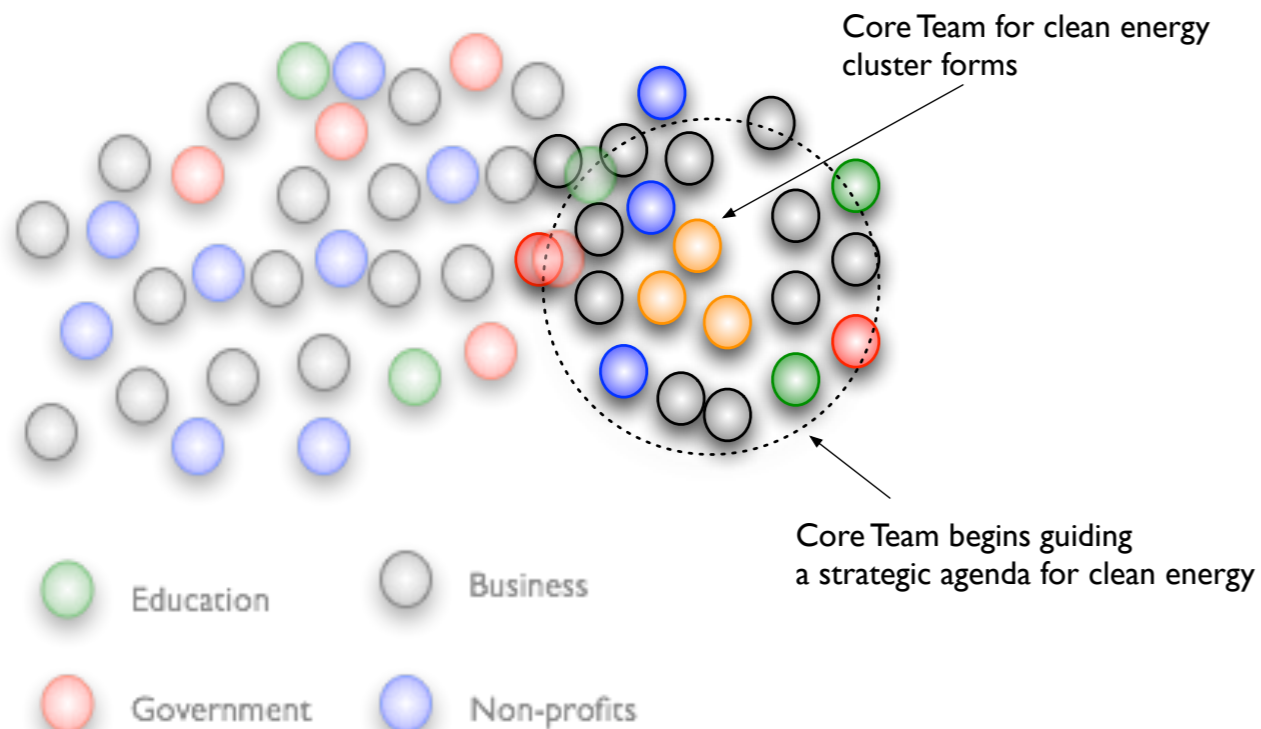 Core Team for clean energy
cluster forms
Core Team begins guiding
a strategic agenda for clean energy
Education
Business
Government
Non-profits